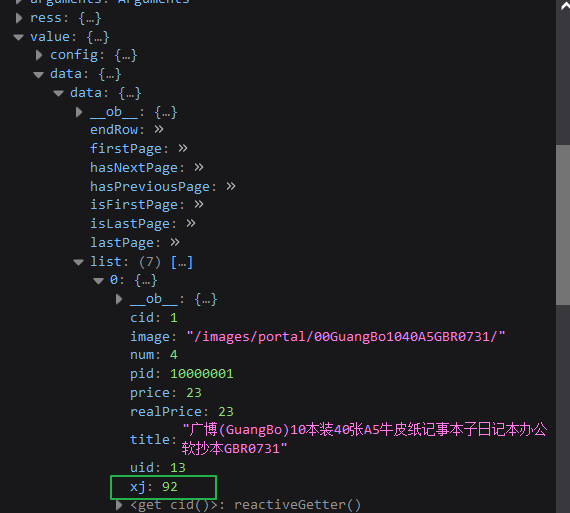 arguments: Arguments
ress: {…}
value: {…}
config: {…}
data: {…}
data: {…}
__ob__: {…}
endRow: »
firstPage: »
hasNextPage: »
hasPreviousPage: »
isFirstPage: »
isLastPage: »
lastPage: »
list: (7) […]
0: {…}
__ob__: {…}
cid: 1
image: "/images/portal/00GuangBo1040A5GBR0731/"
num: 4
pid: 10000001
price: 23
realPrice: 23
title: "广博(GuangBo)10本装40张A5牛皮纸记事本子日记本办公
软抄本GBR0731"
uid: 13
xj: 92
<get cid()>: reactiveGetter()